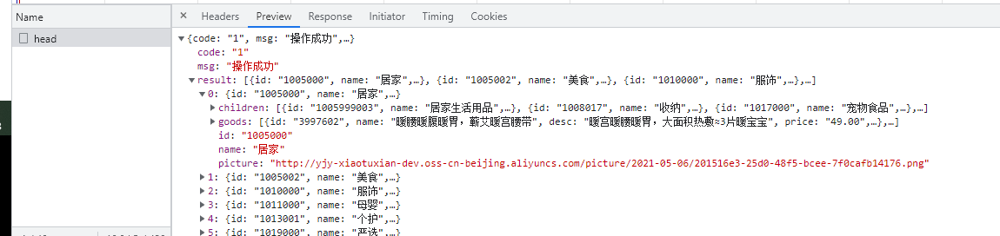 Name
Headers Preview Response Initiator Timing Cookies
head
{code: "1", msg: "操作成功",…}
code: "1"
msg: "操作成功"
result: [{id: "1005000", name: "居家",…}, {id: "1005002", name: "美食",…}, {id: "1010000", name: "服饰",…},…]
0: {id: "1005000", name: "居家",…}
children: [{id: "1005999003", name: "居家生活用品",…}, {id: "1008017", name: "收纳",…}, {id: "1017000", name: "宠物食品",…},…]
goods: [{id: "3997602", name: "暖腰暖腹暖胃，蕲艾暖宫腰带", desc: "暖宫暖腰暖胃，大面积热敷≈3片暖宝宝", price: "49.00",…},…]
id: "1005000"
name: "居家"
picture: "http://yjy-xiaotuxian-dev.oss-cn-beijing.aliyuncs.com/picture/2021-05-06/201516e3-25d0-48f5-bcee-7f0cafb14176.png"
1: {id: "1005002", name: "美食",…}
2: {id: "1010000", name: "服饰",…}
3: {id: "1011000", name: "母婴",…}
4: {id: "1013001", name: "个护",…}
5: {id: "1019000", name: "严选",…}